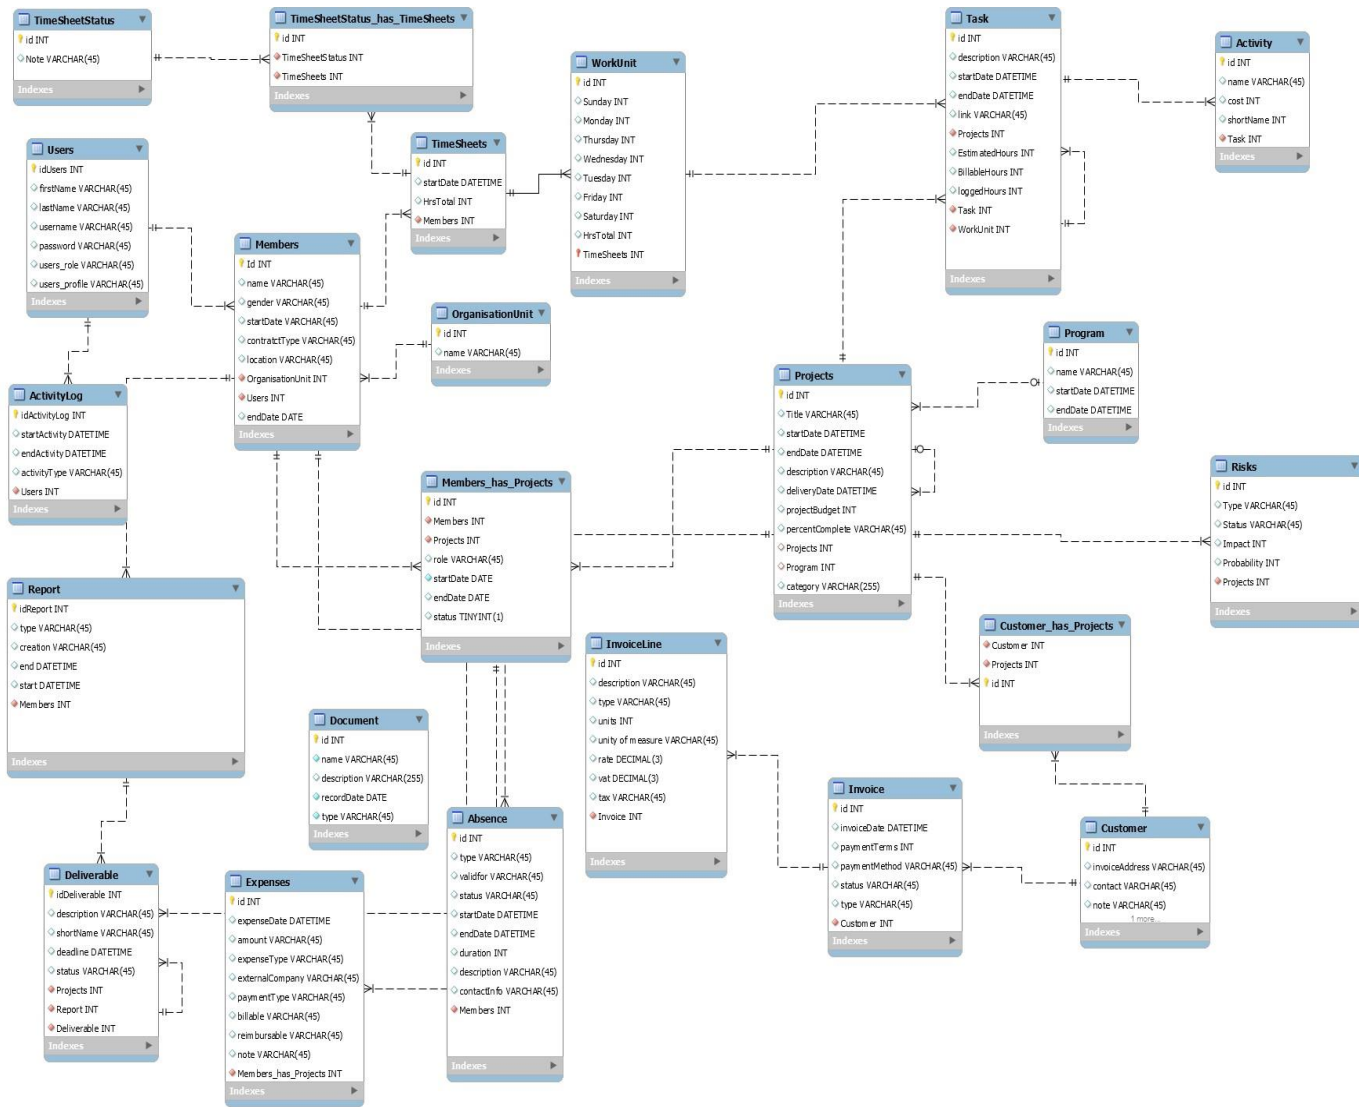 TimeSheetStatus
id INT
Note VARCHAR(45)
Indexes
TimeSheetStatus_has_TimeSheets
id INT
TimeSheetStatus INT
TimeSheets INT
Indexes
WorkUnit
id INT
Sunday INT
Monday INT
Thursday INT
Wednesday INT
Tuesday INT
Friday INT
Saturday INT
HrsTotal INT
TimeSheets INT
Indexes
Task
id INT
description VARCHAR(45)
startDate DATETIME
endDate DATETIME
link VARCHAR(45)
Projects INT
EstimatedHours INT
BillableHours INT
loggedHours INT
Task INT
WorkUnit INT
Indexes
Activity
id INT
name VARCHAR(45)
cost INT
shortName INT
Task INT
Indexes
Users
idUsers INT
firstName VARCHAR(45)
lastName VARCHAR(45)
username VARCHAR(45)
password VARCHAR(45)
users_role VARCHAR(45)
users_profile VARCHAR(45)
Indexes
TimeSheets
id INT
startDate DATETIME
HrsTotal INT
Members INT
Indexes
Members
Id INT
name VARCHAR(45)
gender VARCHAR(45)
startDate VARCHAR(45)
contratctType VARCHAR(45)
location VARCHAR(45)
OrganisationUnit INT
Users INT
endDate DATE
Indexes
OrganisationUnit
id INT
name VARCHAR(45)
Indexes
Program
id INT
name VARCHAR(45)
startDate DATETIME
endDate DATETIME
Indexes
ActivityLog
idActivityLog INT
startActivity DATETIME
endActivity DATETIME
activityType VARCHAR(45)
Users INT
Indexes
Projects
id INT
Title VARCHAR(45)
startDate DATETIME
endDate DATETIME
description VARCHAR(45)
deliveryDate DATETIME
projectBudget INT
percentComplete VARCHAR(45)
Projects INT
Program INT
category VARCHAR(255)
Indexes
Members_has_Projects
id INT
Members INT
Projects INT
role VARCHAR(45)
startDate DATE
endDate DATE
status TINYINT(1)
Indexes
Risks
id INT
Type VARCHAR(45)
Status VARCHAR(45)
Impact INT
Probability INT
Projects INT
Indexes
Report
idReport INT
type VARCHAR(45)
creation VARCHAR(45)
end DATETIME
start DATETIME
Members INT
Indexes
InvoiceLine
id INT
description VARCHAR(45)
type VARCHAR(45)
units INT
unity of measure VARCHAR(45)
rate DECIMAL(3)
vat DECIMAL(3)
tax VARCHAR(45)
Invoice INT
Indexes
Customer_has_Projects
Customer INT
Projects INT
id INT
Indexes
Document
id INT
name VARCHAR(45)
description VARCHAR(255)
recordDate DATE
type VARCHAR(45)
Indexes
Invoice
id INT
invoiceDate DATETIME
paymentTerms INT
paymentMethod VARCHAR(45)
status VARCHAR(45)
type VARCHAR(45)
Customer INT
Indexes
Absence
id INT
type VARCHAR(45)
validfor VARCHAR(45)
status VARCHAR(45)
startDate DATETIME
endDate DATETIME
duration INT
description VARCHAR(45)
contactInfo VARCHAR(45)
Members INT
Indexes
Customer
id INT
invoiceAddress VARCHAR(45)
contact VARCHAR(45)
note VARCHAR(45)
1 more...
Indexes
Deliverable
idDeliverable INT
description VARCHAR(45)
shortName VARCHAR(45)
deadline DATETIME
status VARCHAR(45)
Projects INT
Report INT
Deliverable INT
Indexes
Expenses
id INT
expenseDate DATETIME
amount VARCHAR(45)
expenseType VARCHAR(45)
externalCompany VARCHAR(45)
paymentType VARCHAR(45)
billable VARCHAR(45)
reimbursable VARCHAR(45)
note VARCHAR(45)
Members_has_Projects INT
Indexes